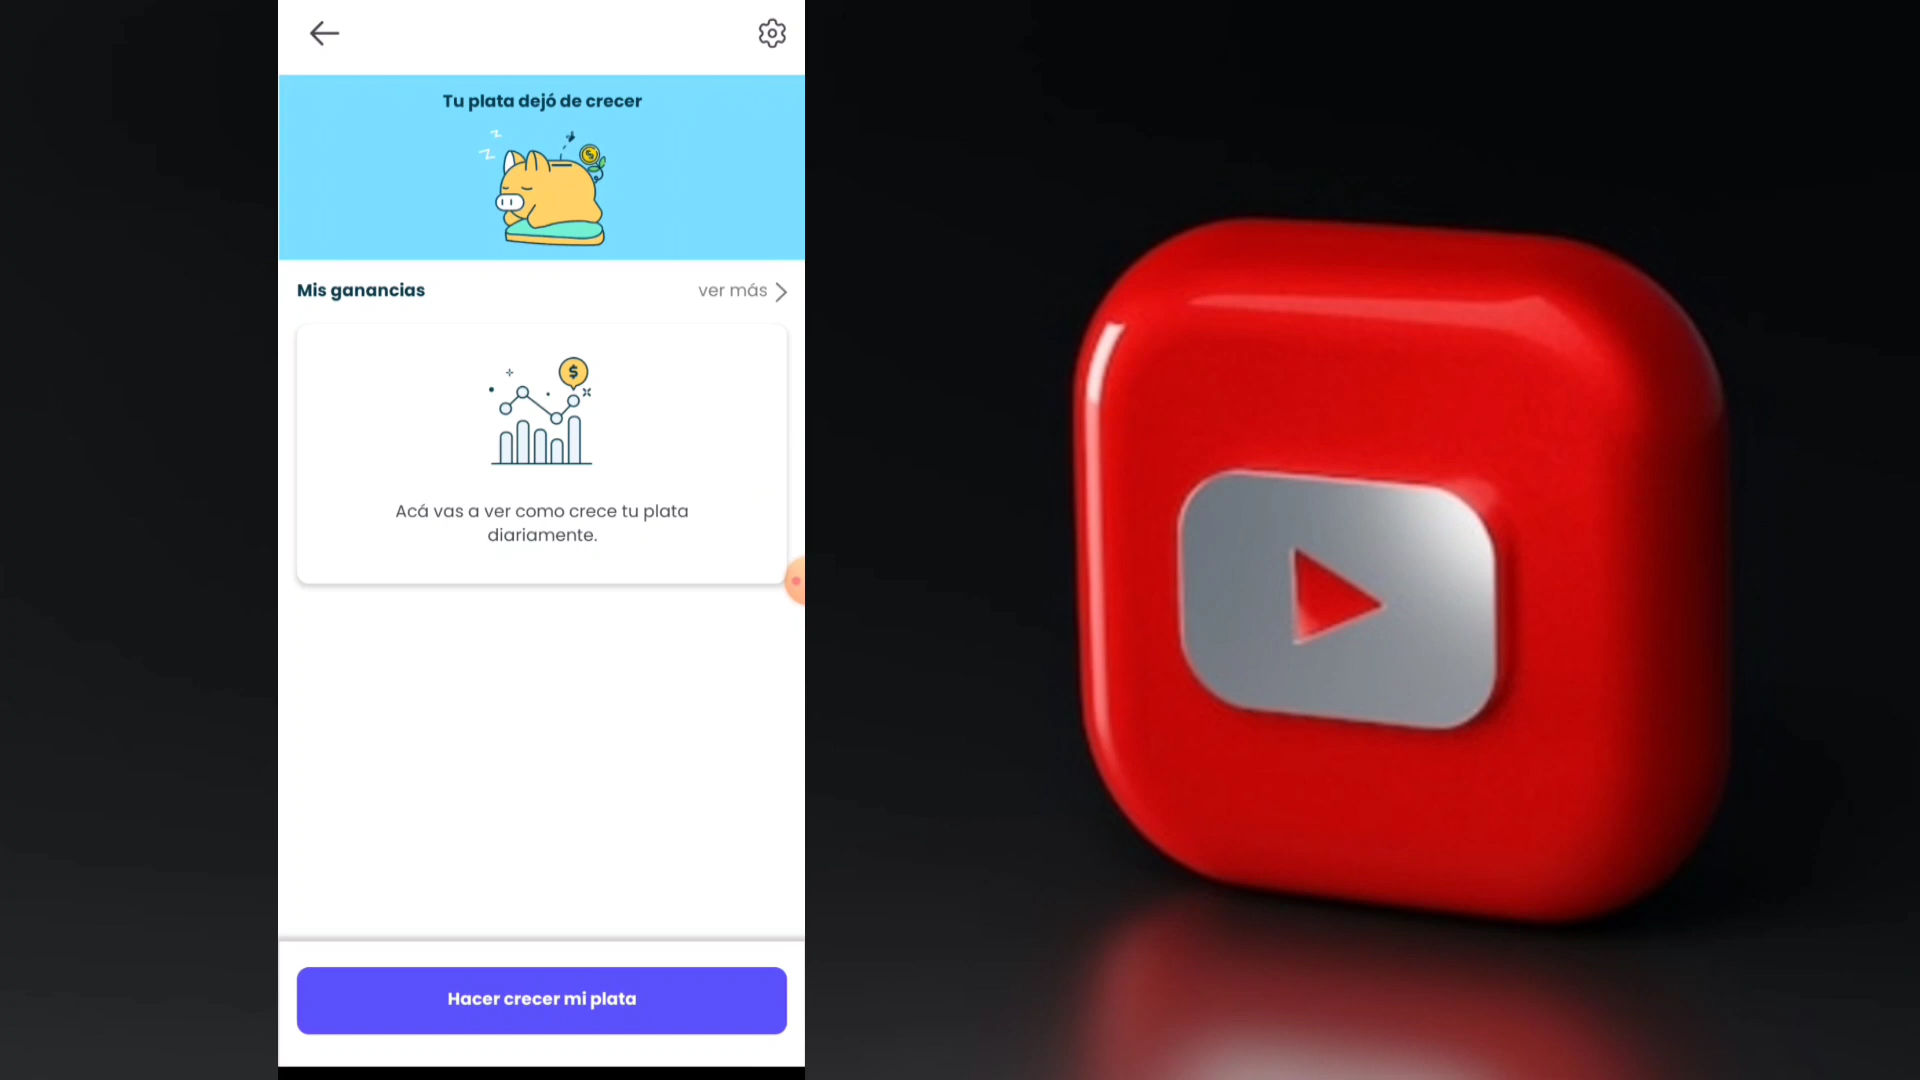 Tu plata dejó de crecer
Mis ganancias
ver más
Acá vas a ver como crece tu plata
diariamente.
Hacer crecer mi plata